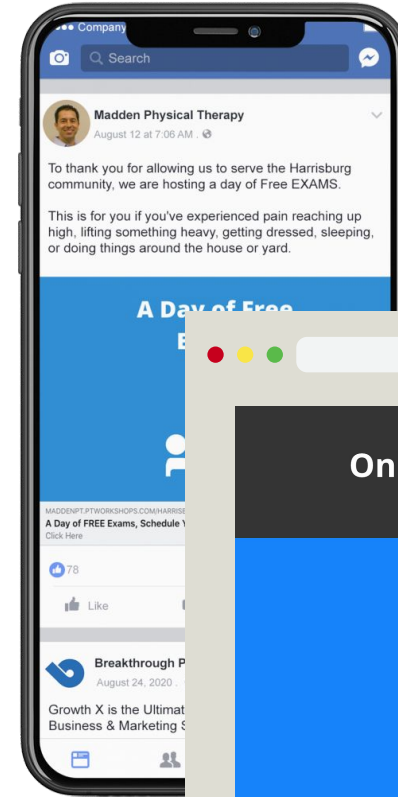 Company
Search
Madden Physical Therapy
August 12 at 7:06 AM .
To thank you for allowing us to serve the Harrisburg
community, we are hosting a day of Free EXAMS.
This is for you if you've experienced pain reaching up
high, lifting something heavy, getting dressed, sleeping,
or doing things around the house or yard.
A Day of Free
On
MADDENPT.PTWORKSHOPS.COM/HARRISB
A Day of FREE Exams, Schedule
Click Here
78
Like
Breakthrough P
August 24, 2020 .
Growth X is the Ultimat
Business & Marketing